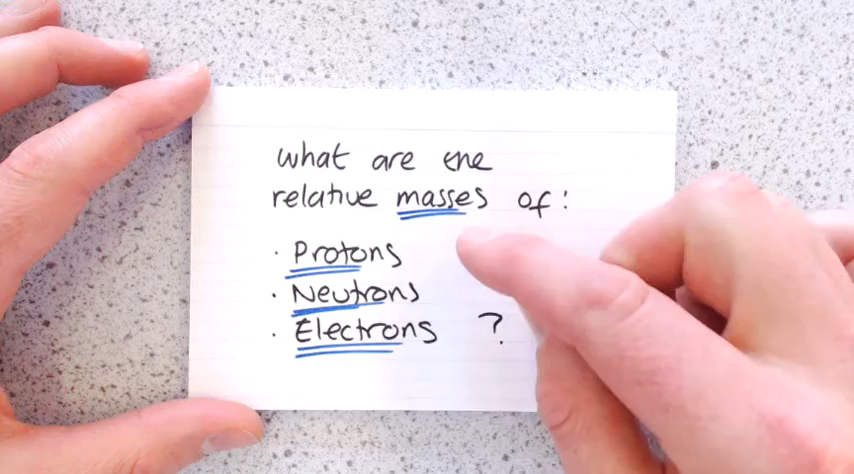 what are the
relative masses of:
· Protons
· Neutrons
· Electrons ?